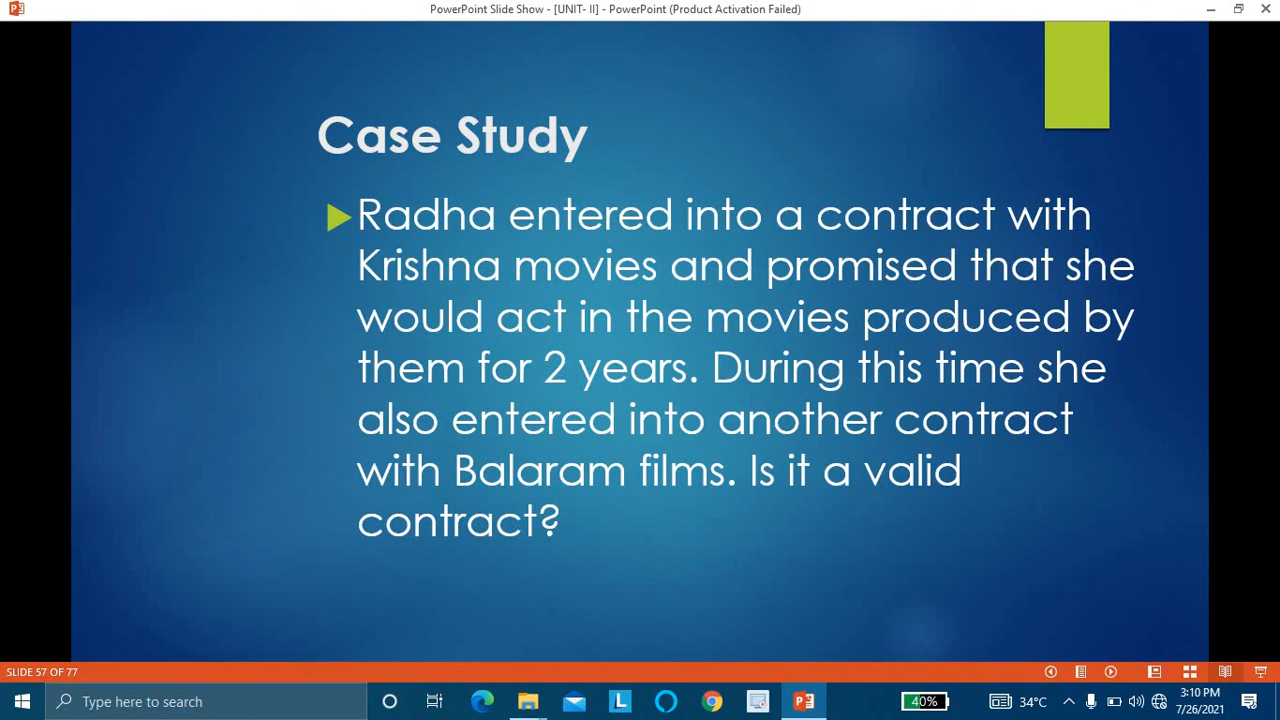 PowerPoint Slide Show - [UNIT- II] - PowerPoint (Product Activation Failed)
Case Study
Radha entered into a contract with
Krishna movies and promised that she
would act in the movies produced by
them for 2 years. During this time she
also entered into another contract
with Balaram films. Is it a valid
contract?
SLIDE 57 OF 77
Type here to search
40%
34°C
3:10 PM
7/26/2021